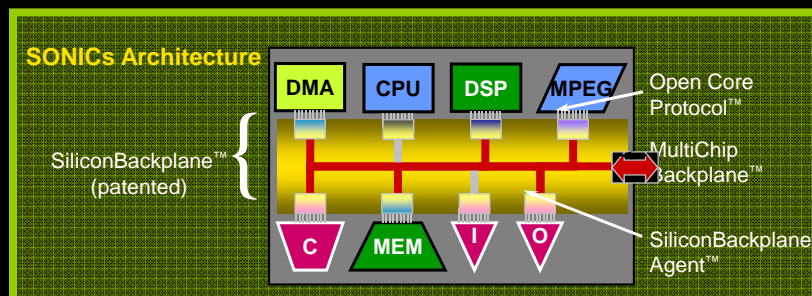 SONICs Architecture
DMA
CPU
DSP
MPEG
Open Core
Protocol™
SiliconBackplane™
(patented)
MultiChip
Backplane™
C
MEM
I
O
SiliconBackplane
Agent™